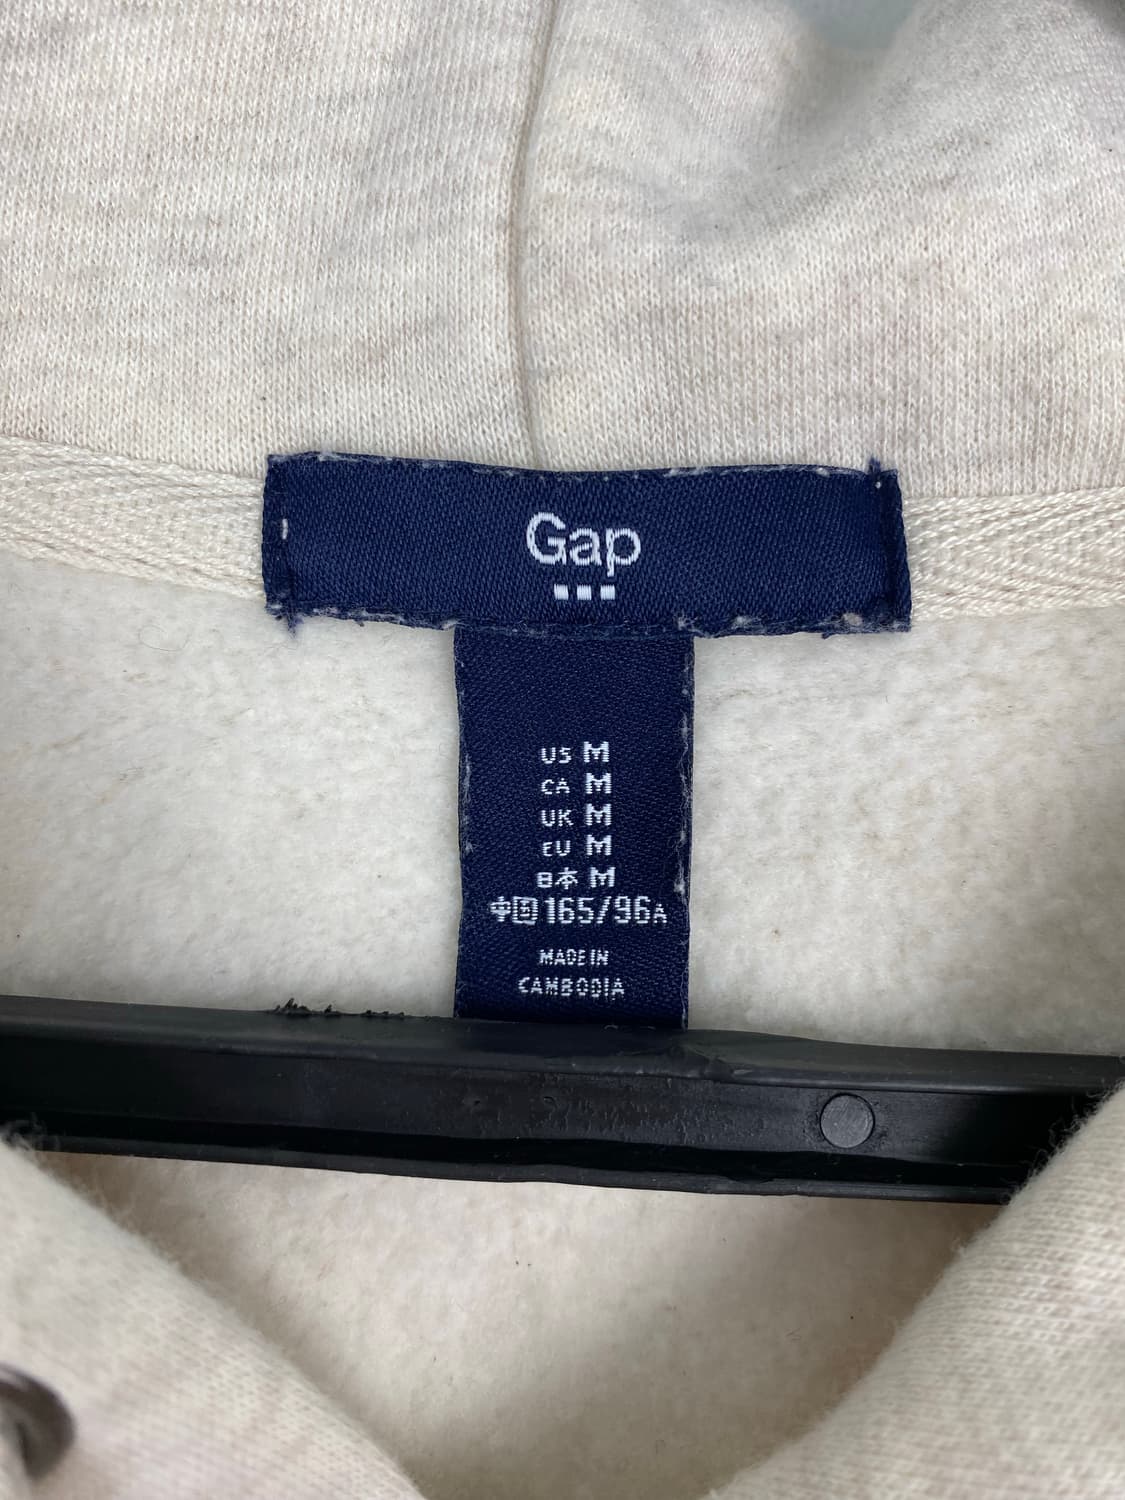 Gap
US M
CA M
UK M
EU M
日本 M
中国 165/96A
MADE IN
CAMBODIA